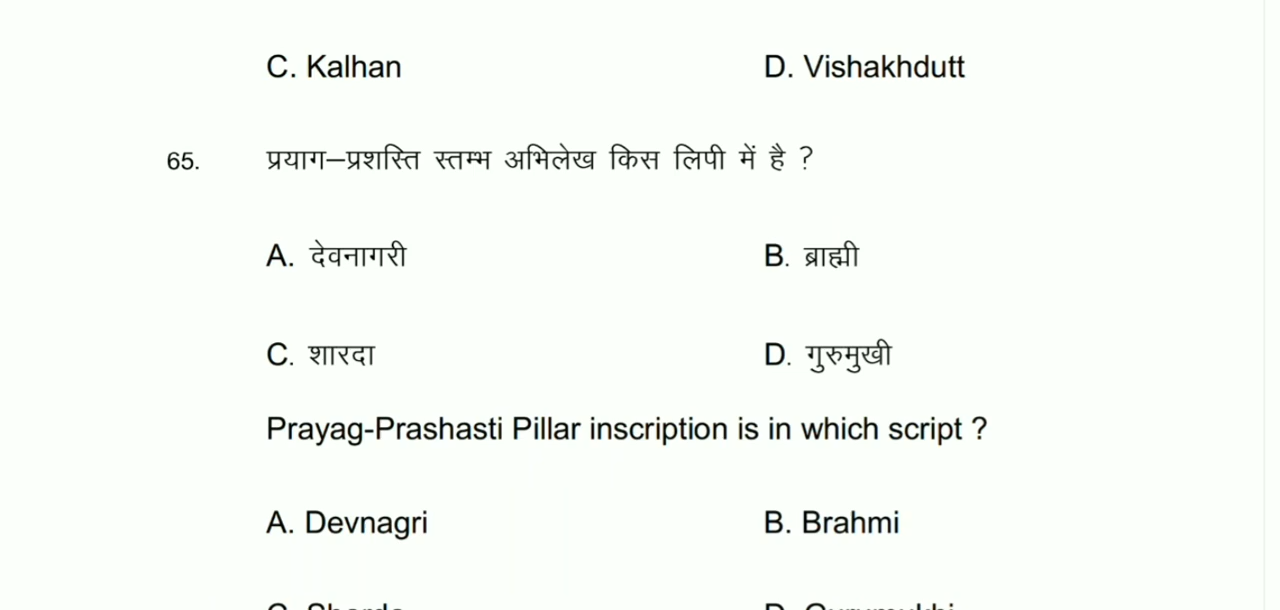 C. Kalhan D. Vishakhdutt
65. प्रयाग–प्रशस्ति स्तम्भ अभिलेख किस लिपी में है ?
A. देवनागरी B. ब्राह्मी
C. शारदा D. गुरुमुखी
Prayag-Prashasti Pillar inscription is in which script ?
A. Devnagri B. Brahmi